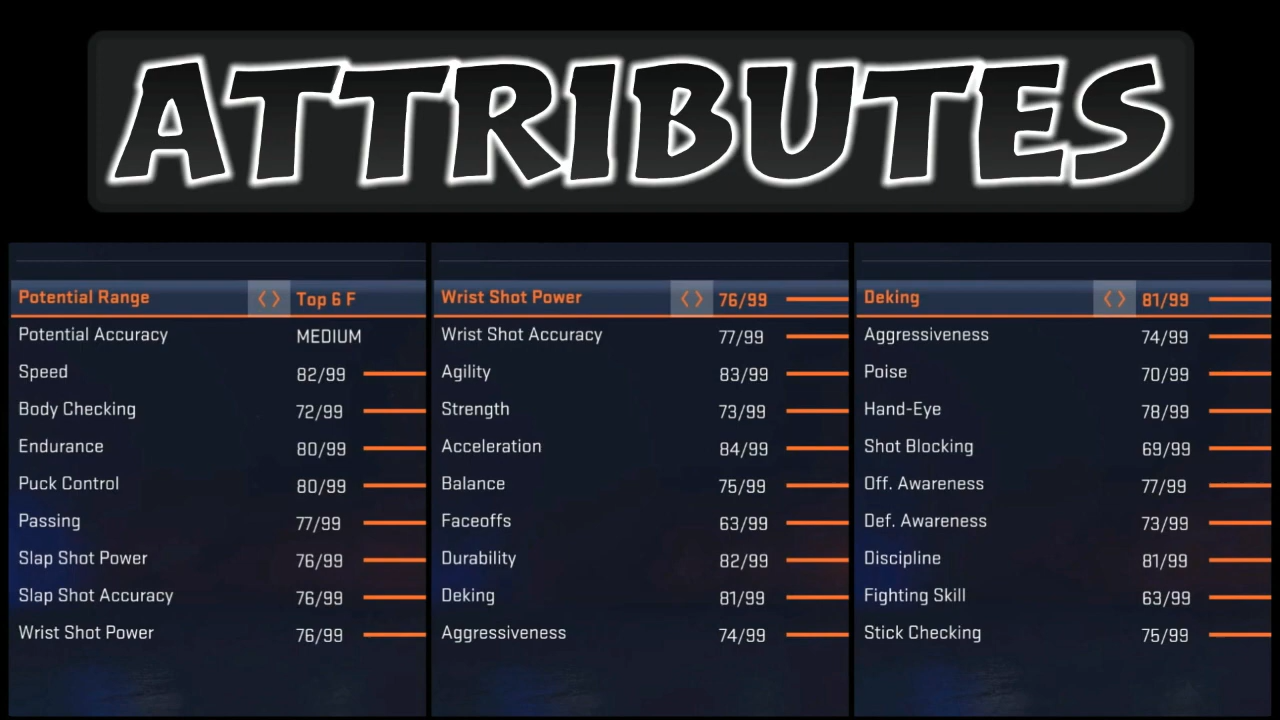 ATTRIBUTES
Potential Range <> Top 6 F
Potential Accuracy MEDIUM
Speed 82/99
Body Checking 72/99
Endurance 80/99
Puck Control 80/99
Passing 77/99
Slap Shot Power 76/99
Slap Shot Accuracy 76/99
Wrist Shot Power 76/99
Wrist Shot Power <> 76/99
Wrist Shot Accuracy 77/99
Agility 83/99
Strength 73/99
Acceleration 84/99
Balance 75/99
Faceoffs 63/99
Durability 82/99
Deking 81/99
Aggressiveness 74/99
Deking <> 81/99
Aggressiveness 74/99
Poise 70/99
Hand-Eye 78/99
Shot Blocking 69/99
Off. Awareness 77/99
Def. Awareness 73/99
Discipline 81/99
Fighting Skill 63/99
Stick Checking 75/99